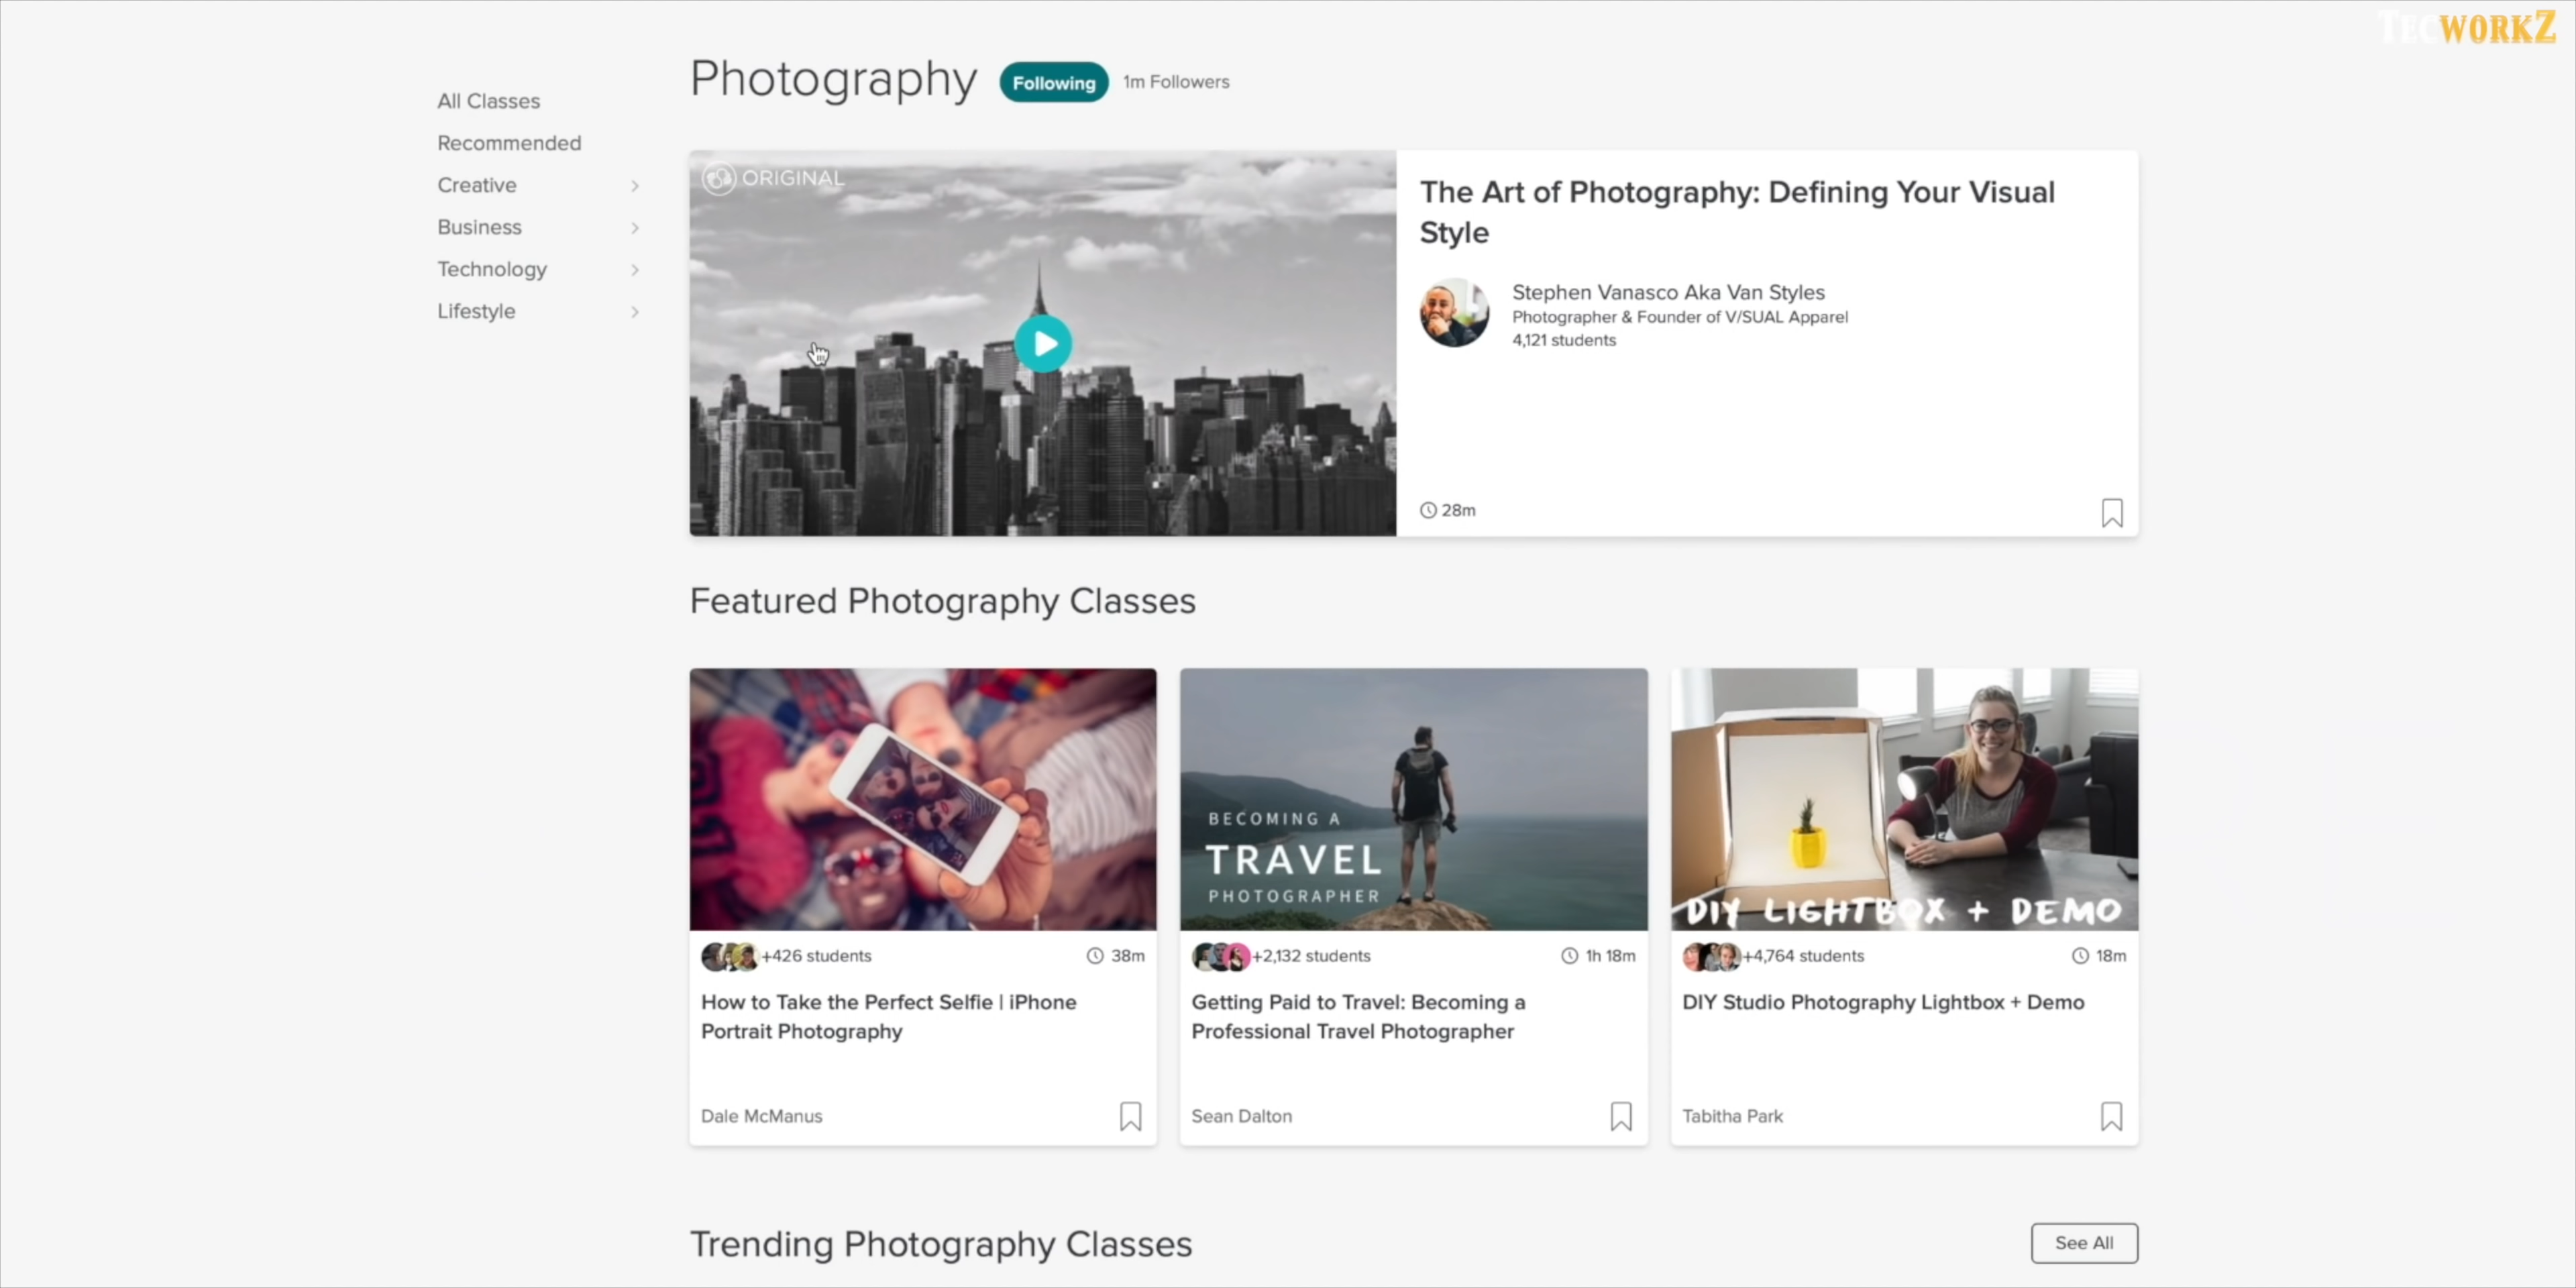 TECWORKZ
Photography
Following
1m Followers
All Classes
Recommended
Creative
Business
Technology
Lifestyle
ORIGINAL
The Art of Photography: Defining Your Visual
Style
Stephen Vanasco Aka Van Styles
Photographer & Founder of V/SUAL Apparel
4,121 students
28m
Featured Photography Classes
BECOMING A
TRAVEL
PHOTOGRAPHER
DIY LIGHTBOX + DEMO
+426 students
38m
How to Take the Perfect Selfie | iPhone
Portrait Photography
Dale McManus
+2,132 students
1h 18m
Getting Paid to Travel: Becoming a
Professional Travel Photographer
Sean Dalton
+4,764 students
18m
DIY Studio Photography Lightbox + Demo
Tabitha Park
Trending Photography Classes
See All